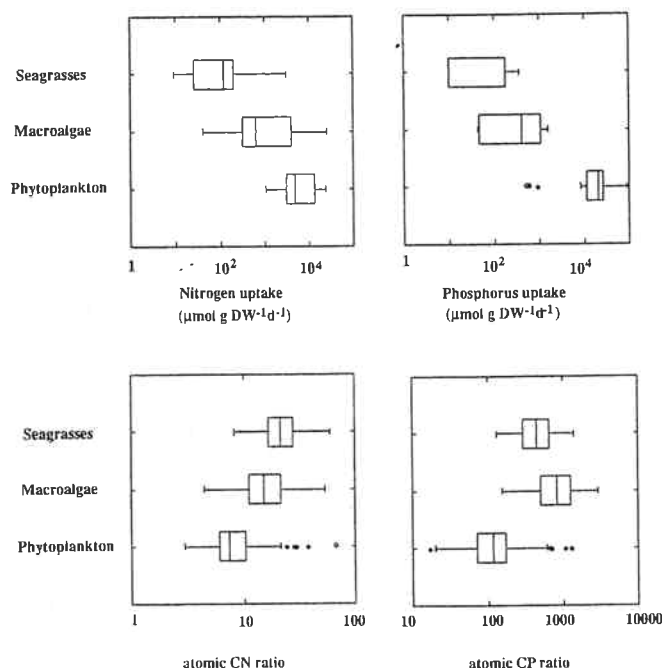 Seagrasses
Macroalgae
Phytoplankton
1 10² 10⁴
1 10² 10⁴
Nitrogen uptake
(µmol g DW⁻¹d⁻¹)
Phosphorus uptake
(µmol g DW⁻¹d⁻¹)
Seagrasses
Macroalgae
Phytoplankton
1 10 100
10 100 1000 10000
atomic CN ratio
atomic CP ratio